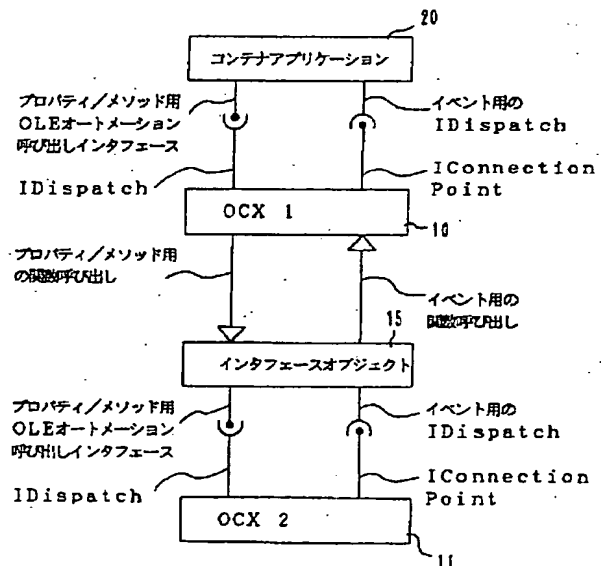 20
コンテナアプリケーション
プロパティ/メソッド用
OLEオートメーション
呼び出しインタフェース
イベント用の
IDispatch
IDispatch
IConnection
Point
OCX 1
10
プロパティ/メソッド用
の関数呼び出し
イベント用の
関数呼び出し
15
インタフェースオブジェクト
プロパティ/メソッド用
OLEオートメーション
呼び出しインタフェース
イベント用の
IDispatch
IDispatch
IConnection
Point
OCX 2
11